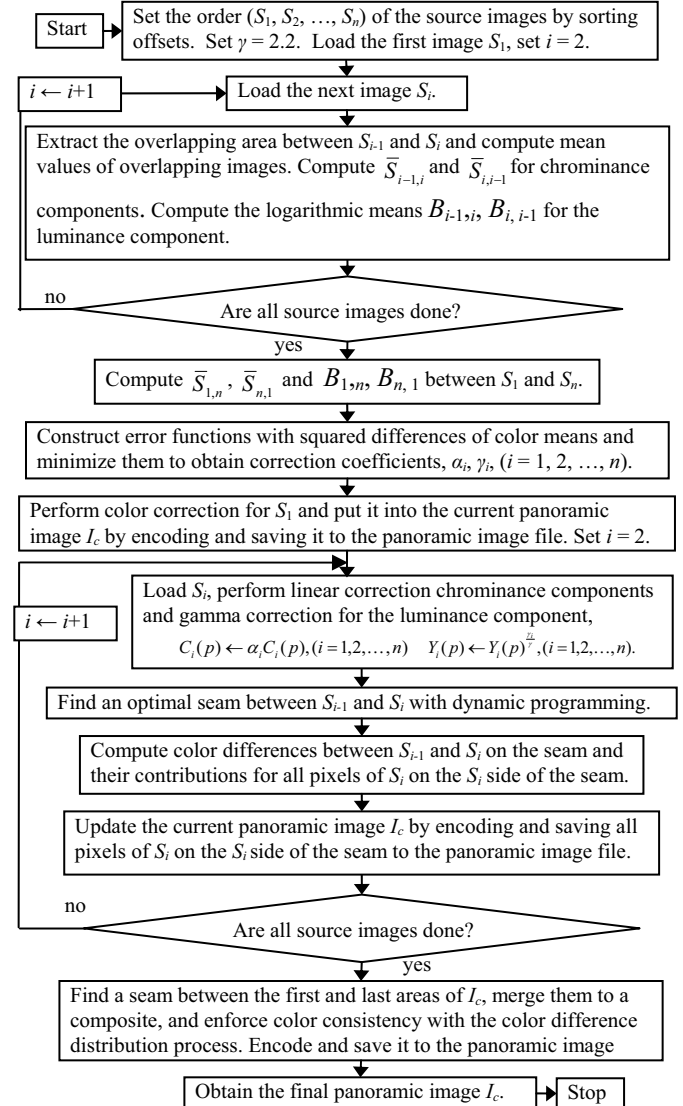 Start
Set the order (S₁, S₂, …, Sₙ) of the source images by sorting
offsets. Set γ = 2.2. Load the first image S₁, set i = 2.
i ← i+1
Load the next image Sᵢ.
Extract the overlapping area between Sᵢ₋₁ and Sᵢ and compute mean
values of overlapping images. Compute S̅ᵢ₋₁,ᵢ and S̅ᵢ,ᵢ₋₁ for chrominance
components. Compute the logarithmic means Bᵢ₋₁,ᵢ, Bᵢ, ᵢ₋₁ for the
luminance component.
no
Are all source images done?
yes
Compute S̅₁,ₙ , S̅ₙ,₁ and B₁,ₙ, Bₙ, ₁ between S₁ and Sₙ.
Construct error functions with squared differences of color means and
minimize them to obtain correction coefficients, αᵢ, γᵢ, (i = 1, 2, …, n).
Perform color correction for S₁ and put it into the current panoramic
image I_c by encoding and saving it to the panoramic image file. Set i = 2.
i ← i+1
Load Sᵢ, perform linear correction chrominance components
and gamma correction for the luminance component,
Cᵢ(p) ← αᵢCᵢ(p), (i = 1,2,…,n) Yᵢ(p) ← Yᵢ(p)^(γᵢ/γ), (i = 1,2,…,n).
Find an optimal seam between Sᵢ₋₁ and Sᵢ with dynamic programming.
Compute color differences between Sᵢ₋₁ and Sᵢ on the seam and
their contributions for all pixels of Sᵢ on the Sᵢ side of the seam.
Update the current panoramic image I_c by encoding and saving all
pixels of Sᵢ on the Sᵢ side of the seam to the panoramic image file.
no
Are all source images done?
yes
Find a seam between the first and last areas of I_c, merge them to a
composite, and enforce color consistency with the color difference
distribution process. Encode and save it to the panoramic image
Obtain the final panoramic image I_c.
Stop